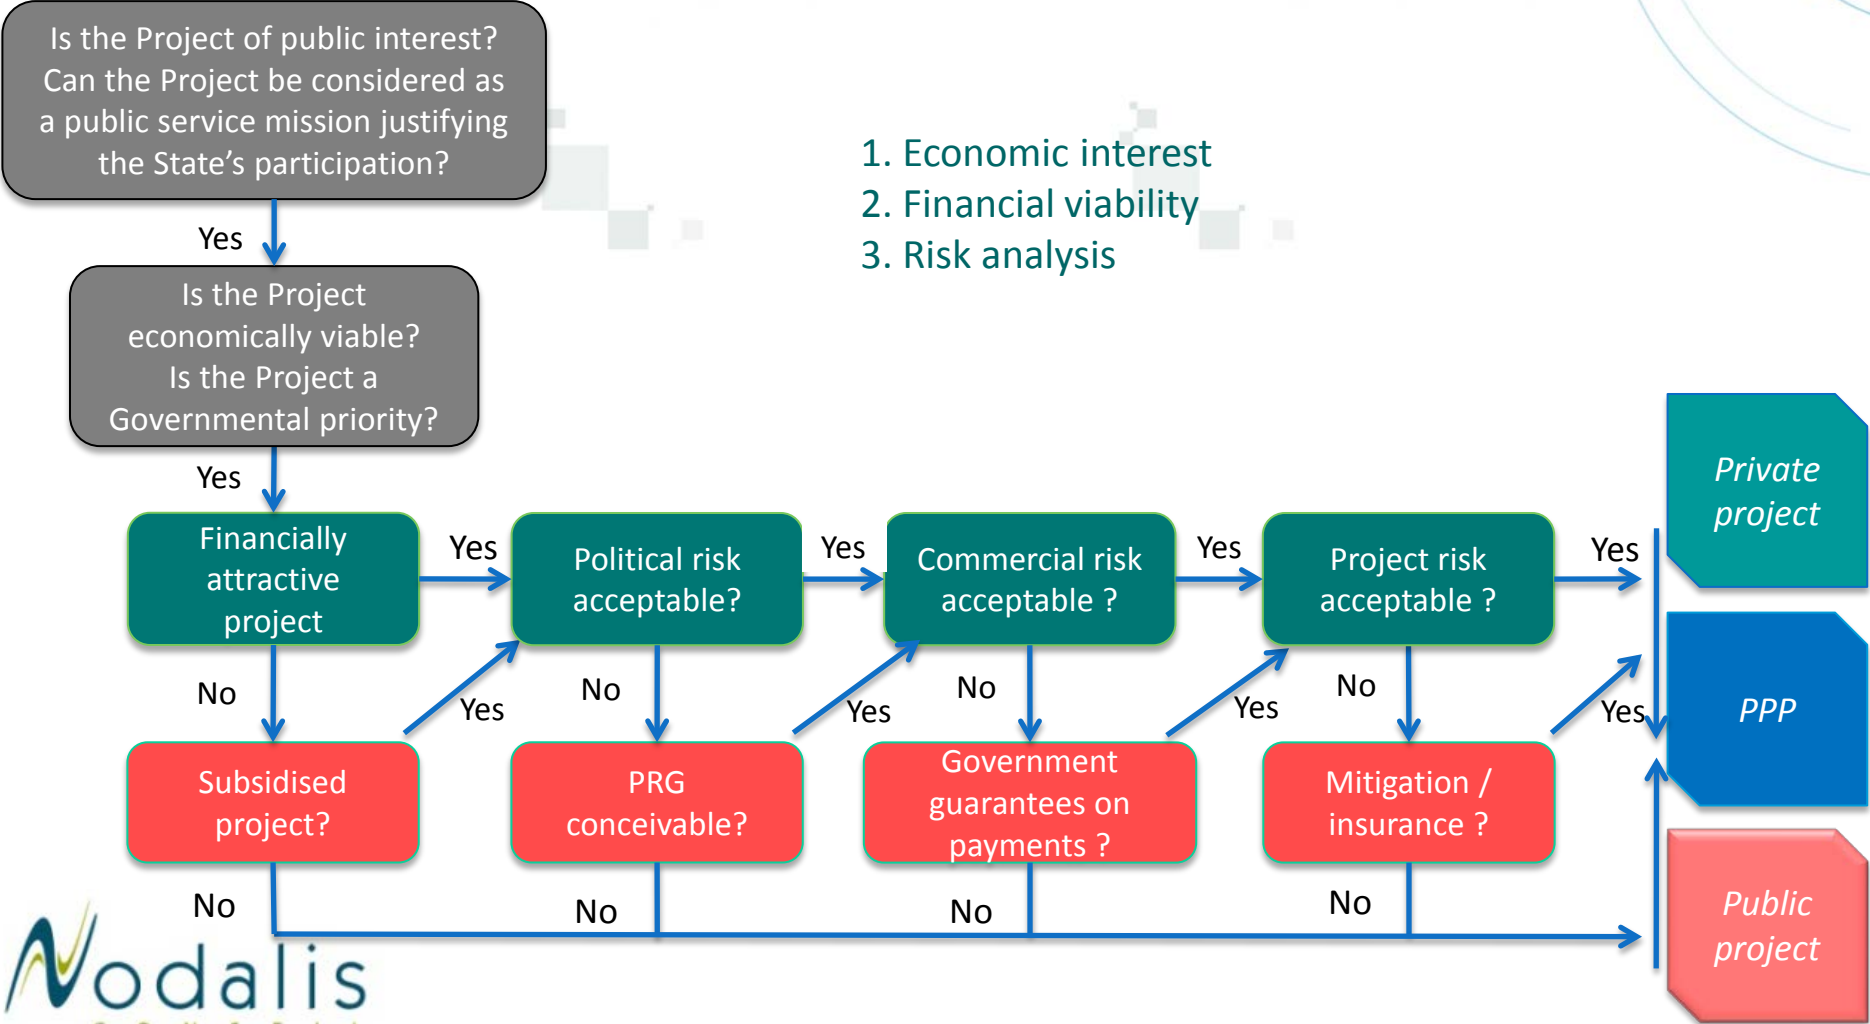 Is the Project of public interest?
Can the Project be considered as
a public service mission justifying
the State's participation?
1. Economic interest
2. Financial viability
3. Risk analysis
Yes
Is the Project
economically viable?
Is the Project a
Governmental priority?
Yes
Financially
attractive
project
Yes
Political risk
acceptable?
Yes
Commercial risk
acceptable ?
Yes
Project risk
acceptable ?
Yes
Private
project
No
Yes
No
Yes
No
Yes
No
Yes
PPP
Subsidised
project?
PRG
conceivable?
Government
guarantees on
payments ?
Mitigation /
insurance ?
No
No
No
No
Public
project
Nodalis